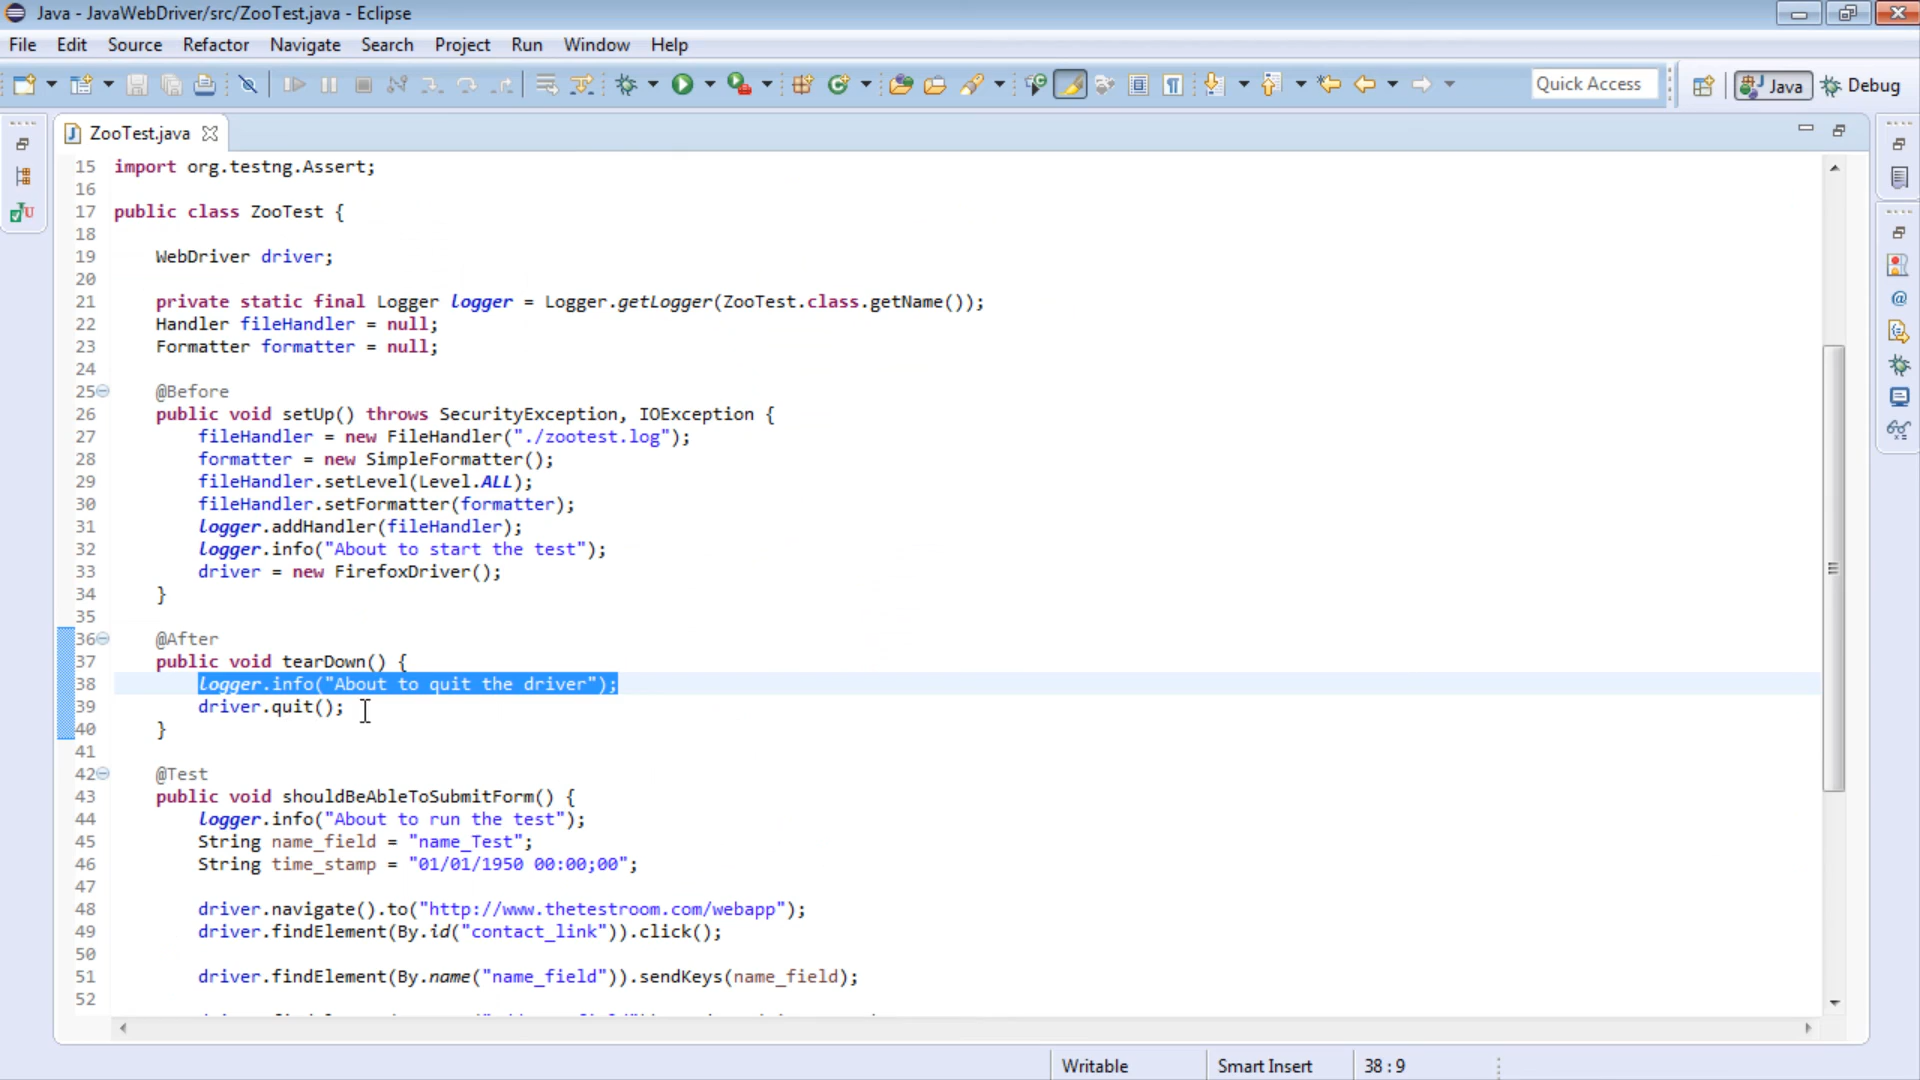 Java - JavaWebDriver/src/ZooTest.java - Eclipse
File Edit Source Refactor Navigate Search Project Run Window Help
Quick Access Java Debug
ZooTest.java
15 import org.testng.Assert;
16
17 public class ZooTest {
18
19 WebDriver driver;
20
21 private static final Logger logger = Logger.getLogger(ZooTest.class.getName());
22 Handler fileHandler = null;
23 Formatter formatter = null;
24
25 @Before
26 public void setUp() throws SecurityException, IOException {
27 fileHandler = new FileHandler("./zootest.log");
28 formatter = new SimpleFormatter();
29 fileHandler.setLevel(Level.ALL);
30 fileHandler.setFormatter(formatter);
31 logger.addHandler(fileHandler);
32 logger.info("About to start the test");
33 driver = new FirefoxDriver();
34 }
35
36 @After
37 public void tearDown() {
38 logger.info("About to quit the driver");
39 driver.quit();
40 }
41
42 @Test
43 public void shouldBeAbleToSubmitForm() {
44 logger.info("About to run the test");
45 String name_field = "name_Test";
46 String time_stamp = "01/01/1950 00:00;00";
47
48 driver.navigate().to("http://www.thetestroom.com/webapp");
49 driver.findElement(By.id("contact_link")).click();
50
51 driver.findElement(By.name("name_field")).sendKeys(name_field);
52
Writable Smart Insert 38 : 9